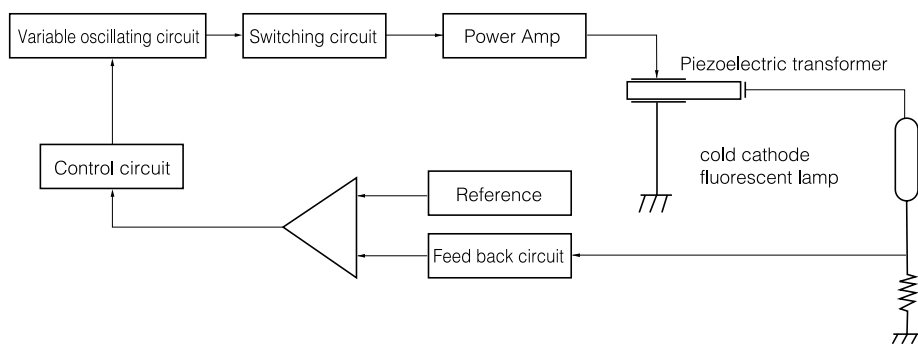 Variable oscillating circuit
Switching circuit
Power Amp
Piezoelectric transformer
Control circuit
cold cathode
fluorescent lamp
Reference
Feed back circuit